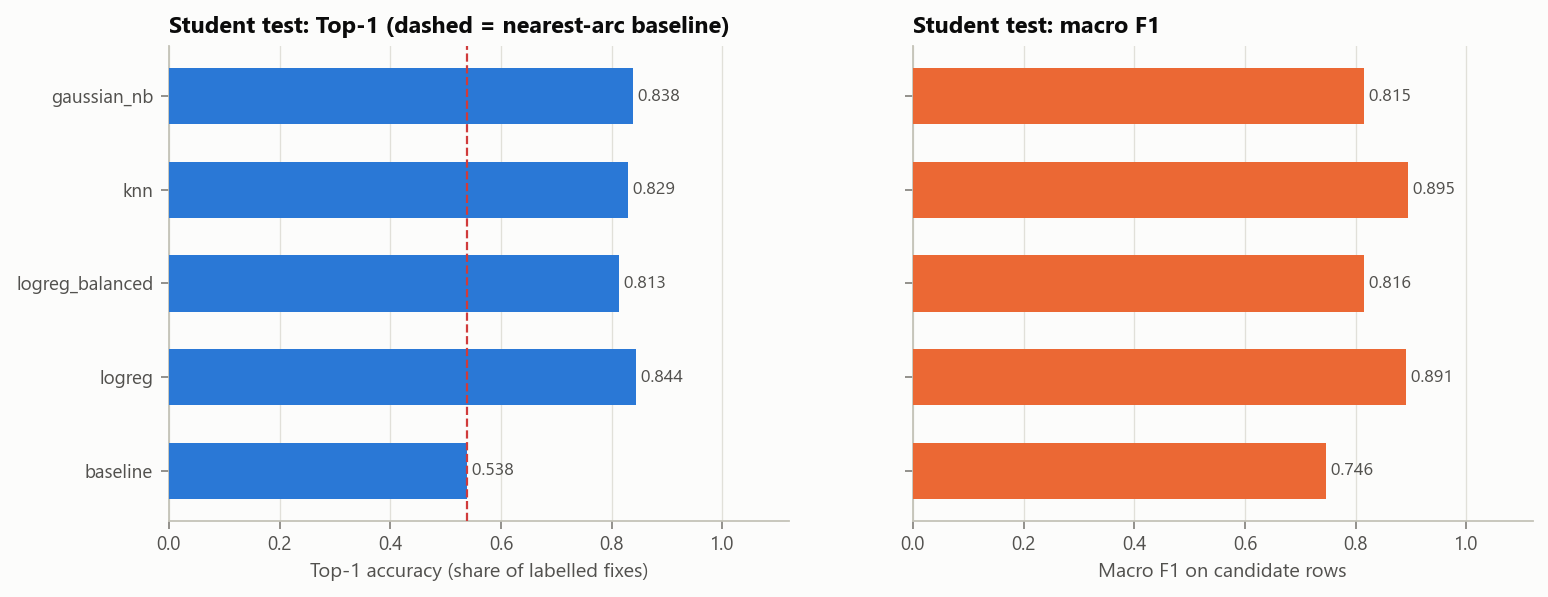 Student test: Top-1 (dashed = nearest-arc baseline)
gaussian_nb
0.838
knn
0.829
logreg_balanced
0.813
logreg
0.844
baseline
0.538
0.0 0.2 0.4 0.6 0.8 1.0
Top-1 accuracy (share of labelled fixes)
Student test: macro F1
0.815
0.895
0.816
0.891
0.746
0.0 0.2 0.4 0.6 0.8 1.0
Macro F1 on candidate rows